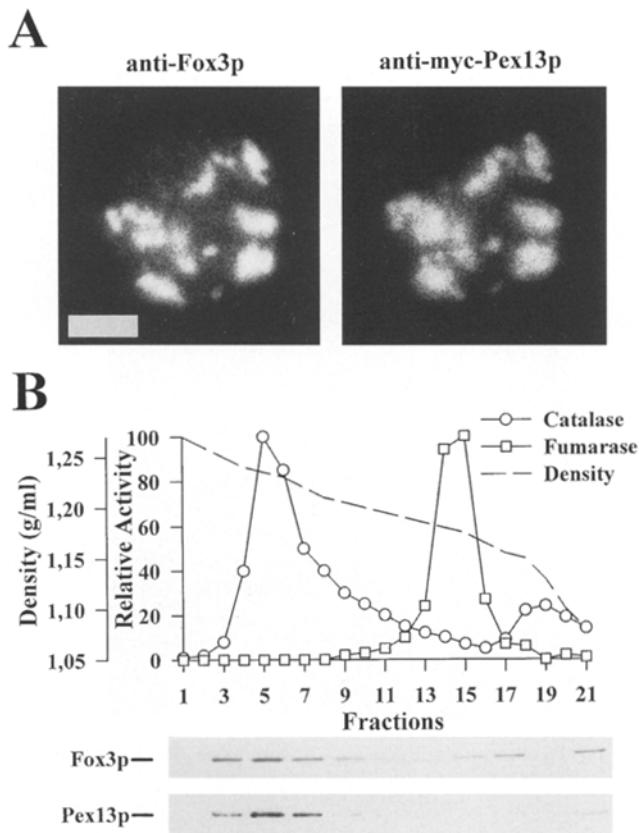 A
anti-Fox3p
anti-myc-Pex13p
B
Catalase
Fumarase
Density
Density (g/ml)
1,25
1,20
1,15
1,10
1,05
Relative Activity
100
80
60
40
20
0
1 3 5 7 9 11 13 15 17 19 21
Fractions
Fox3p
Pex13p